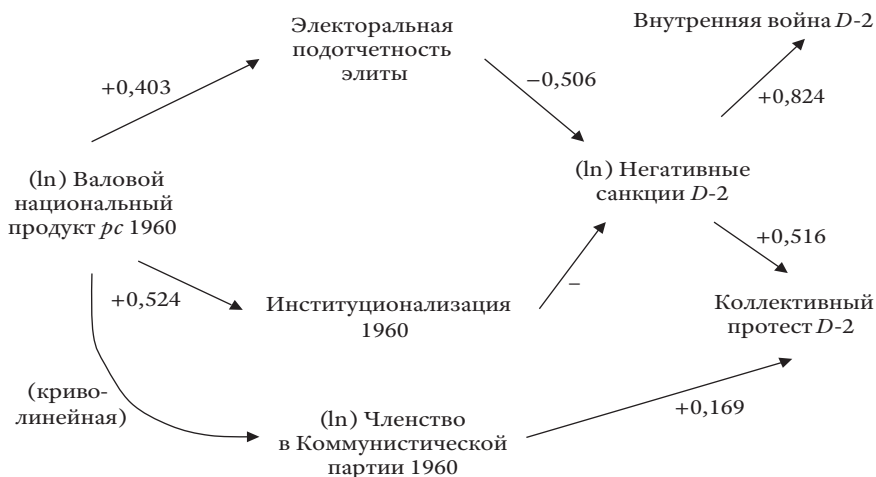 Электоральная
подотчетность
элиты
Внутренняя война D-2
+0,403
−0,506
+0,824
(ln) Валовой
национальный
продукт pc 1960
(ln) Негативные
санкции D-2
+0,524
−
+0,516
Институционализация
1960
Коллективный
протест D-2
(криво-
линейная)
+0,169
(ln) Членство
в Коммунистической
партии 1960